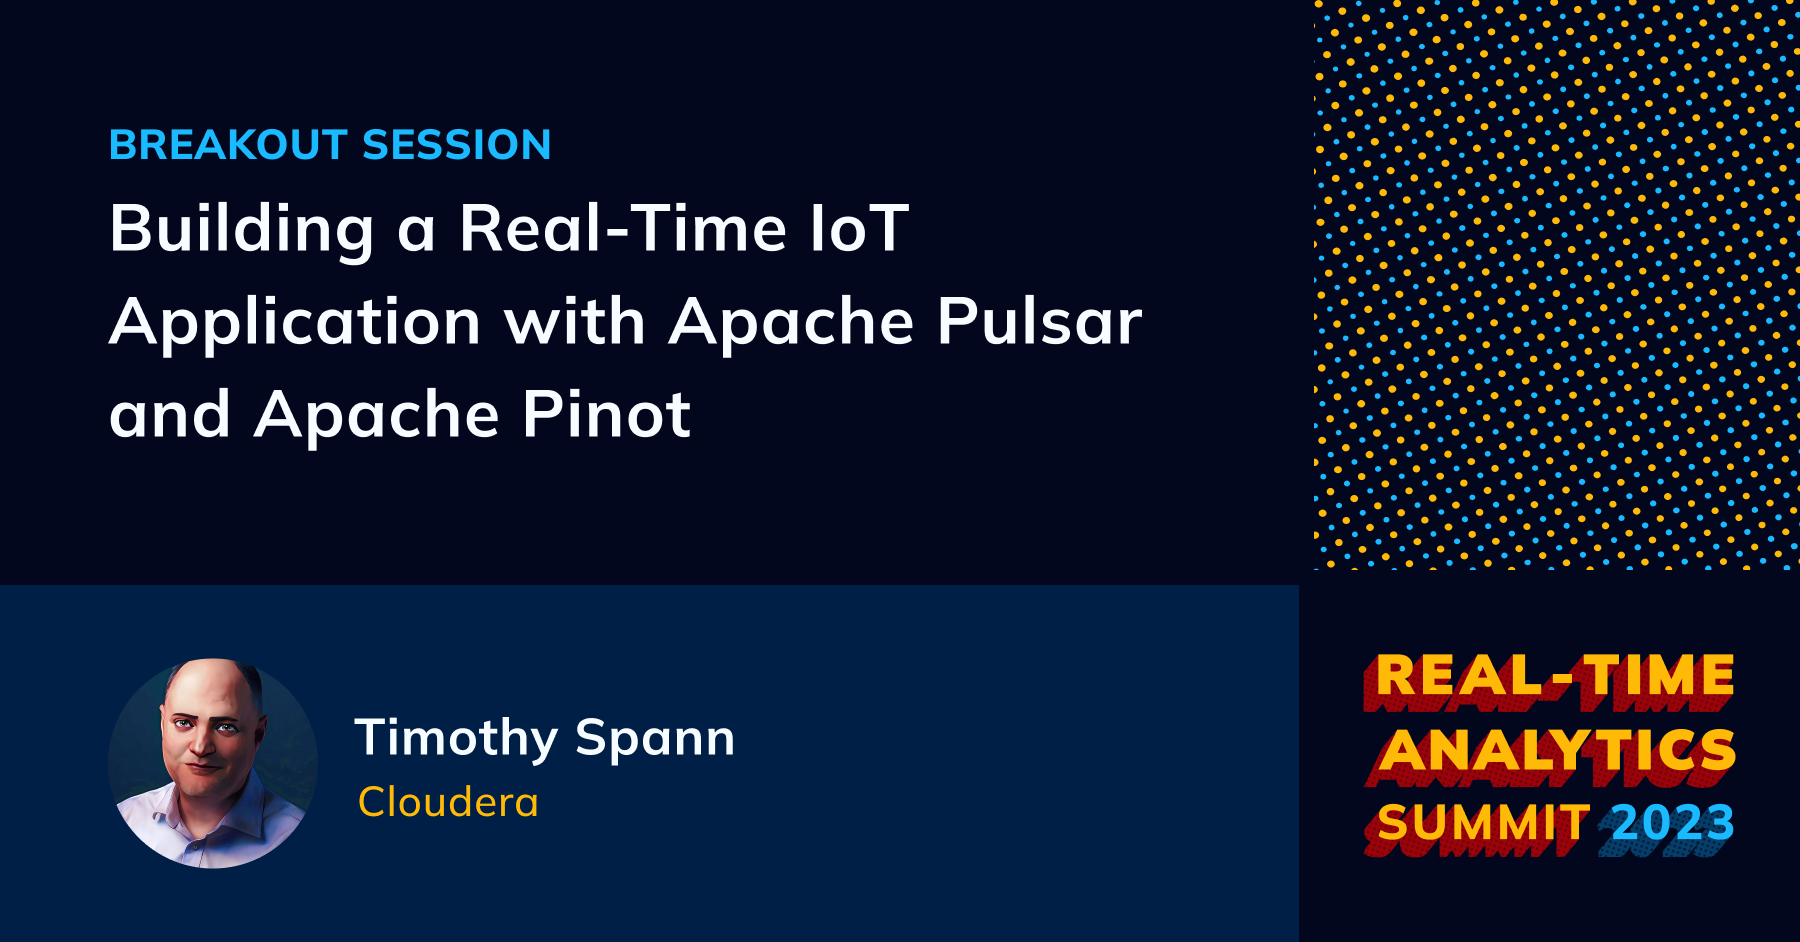 BREAKOUT SESSION
Building a Real-Time IoT
Application with Apache Pulsar
and Apache Pinot
Timothy Spann
Cloudera
REAL-TIME
ANALYTICS
SUMMIT 2023